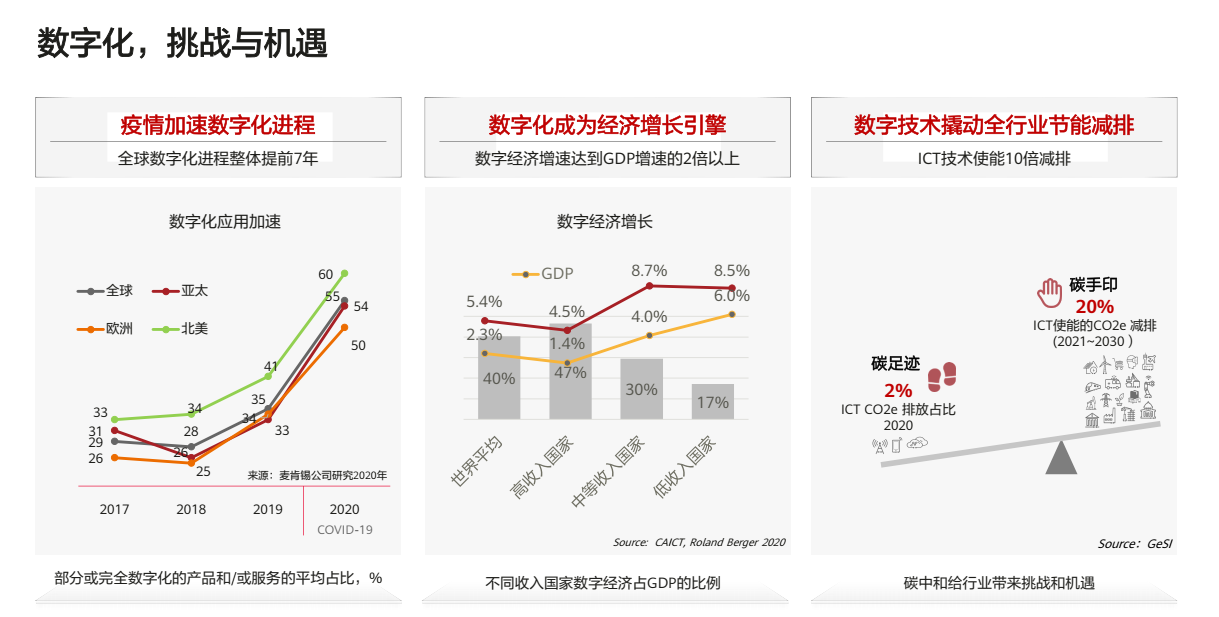 数字化，挑战与机遇
疫情加速数字化进程
全球数字化进程整体提前7年
数字化应用加速
全球
亚太
欧洲
北美
60
55
54
50
41
35
34
33
33
34
31
28
29
26
26
25
来源：麦肯锡公司研究2020年
2017
2018
2019
2020
COVID-19
部分或完全数字化的产品和/或服务的平均占比，%
数字化成为经济增长引擎
数字经济增速达到GDP增速的2倍以上
数字经济增长
GDP
8.7%
8.5%
6.0%
5.4%
4.5%
4.0%
2.3%
1.4%
40%
47%
30%
17%
世界平均
高收入国家
中等收入国家
低收入国家
Source: CAICT, Roland Berger 2020
不同收入国家数字经济占GDP的比例
数字技术撬动全行业节能减排
ICT技术使能10倍减排
碳手印
20%
ICT使能的CO2e 减排
(2021~2030 )
碳足迹
2%
ICT CO2e 排放占比
2020
Source：GeSI
碳中和给行业带来挑战和机遇